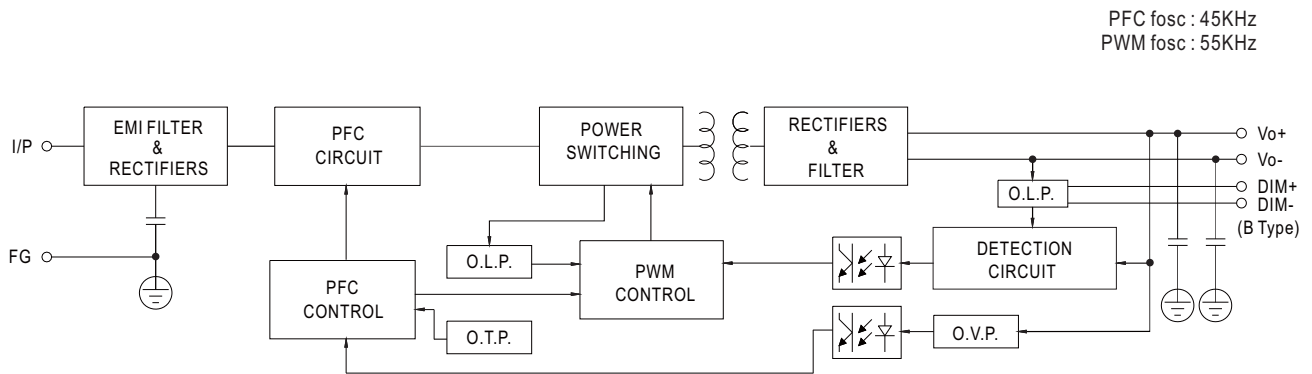 PFC fosc : 45KHz
PWM fosc : 55KHz
I/P
EMI FILTER
&
RECTIFIERS
PFC
CIRCUIT
POWER
SWITCHING
RECTIFIERS
&
FILTER
Vo+
Vo-
DIM+
DIM-
(B Type)
O.L.P.
FG
O.L.P.
PWM
CONTROL
DETECTION
CIRCUIT
PFC
CONTROL
O.T.P.
O.V.P.